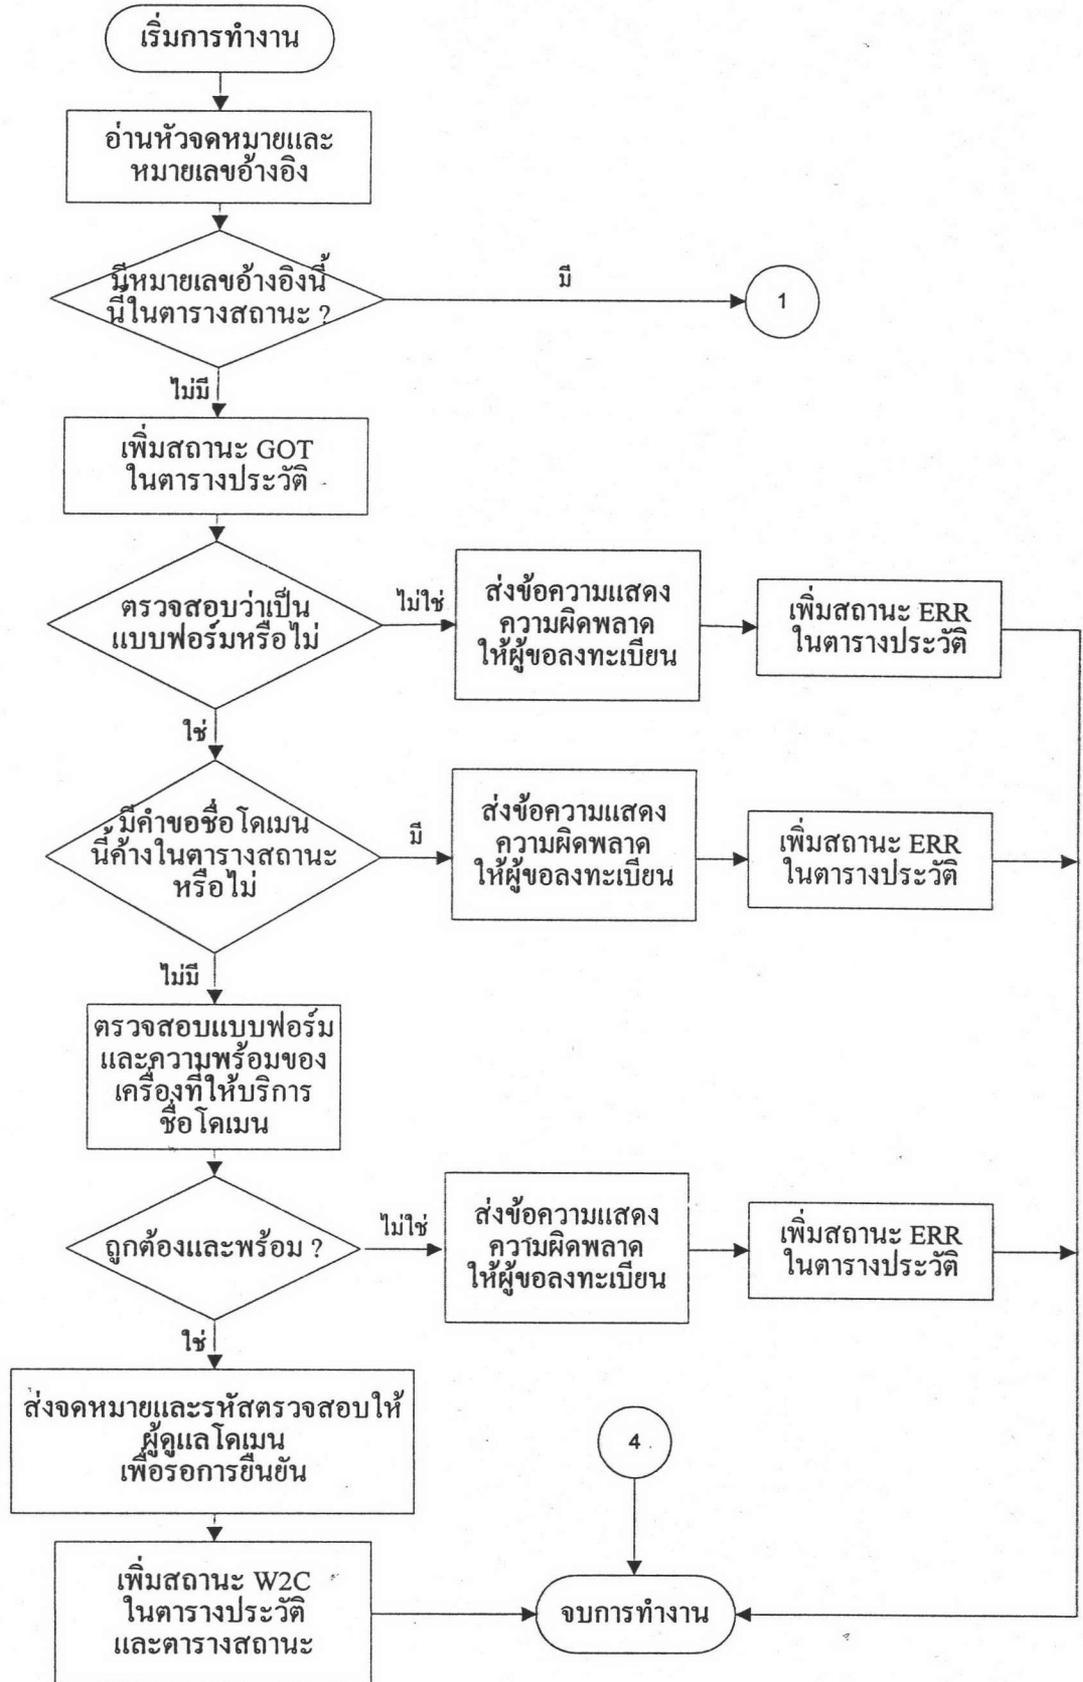 เริ่มการทำงาน
อ่านหัวจดหมายและ
หมายเลขอ้างอิง
มีหมายเลขอ้างอิงนี้
นี้ในตารางสถานะ ?
มี
1
ไม่มี
เพิ่มสถานะ GOT
ในตารางประวัติ
ตรวจสอบว่าเป็น
แบบฟอร์มหรือไม่
ไม่ใช่
ส่งข้อความแสดง
ความผิดพลาด
ให้ผู้ขอลงทะเบียน
เพิ่มสถานะ ERR
ในตารางประวัติ
ใช่
มีคำขอชื่อโดเมน
นี้ค้างในตารางสถานะ
หรือไม่
มี
ส่งข้อความแสดง
ความผิดพลาด
ให้ผู้ขอลงทะเบียน
เพิ่มสถานะ ERR
ในตารางประวัติ
ไม่มี
ตรวจสอบแบบฟอร์ม
และความพร้อมของ
เครื่องที่ให้บริการ
ชื่อโดเมน
ถูกต้องและพร้อม ?
ไม่ใช่
ส่งข้อความแสดง
ความผิดพลาด
ให้ผู้ขอลงทะเบียน
เพิ่มสถานะ ERR
ในตารางประวัติ
ใช่
ส่งจดหมายและรหัสตรวจสอบให้
ผู้ดูแลโดเมน
เพื่อรอการยืนยัน
4
เพิ่มสถานะ W2C
ในตารางประวัติ
และตารางสถานะ
จบการทำงาน